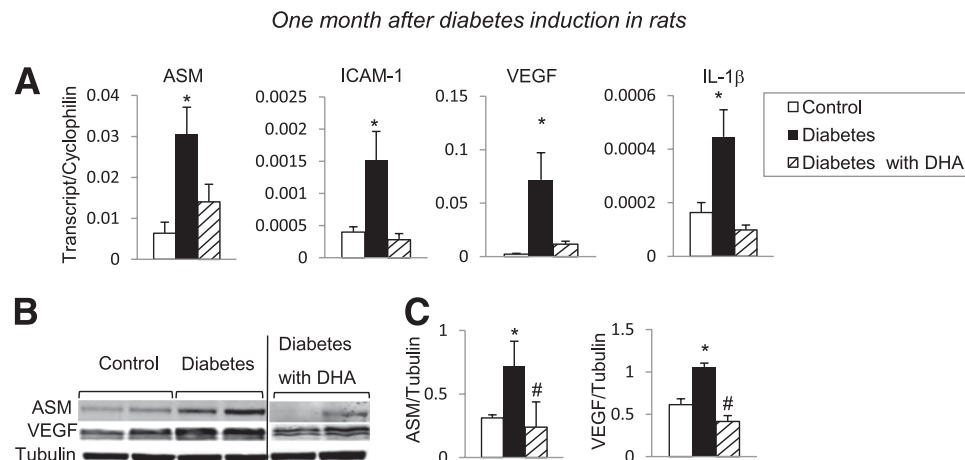 One month after diabetes induction in rats
A
ASM
ICAM-1
VEGF
IL-1β
Transcript/Cyclophilin
0.04
0.03
0.02
0.01
0
*
0.0025
0.002
0.0015
0.001
0.0005
0
*
0.15
0.1
0.05
0
*
0.0006
0.0004
0.0002
0
*
Control
Diabetes
Diabetes with DHA
B
Control
Diabetes
Diabetes
with DHA
ASM
VEGF
Tubulin
C
ASM/Tubulin
1
0.5
0
*
#
VEGF/Tubulin
1.5
1
0.5
0
*
#